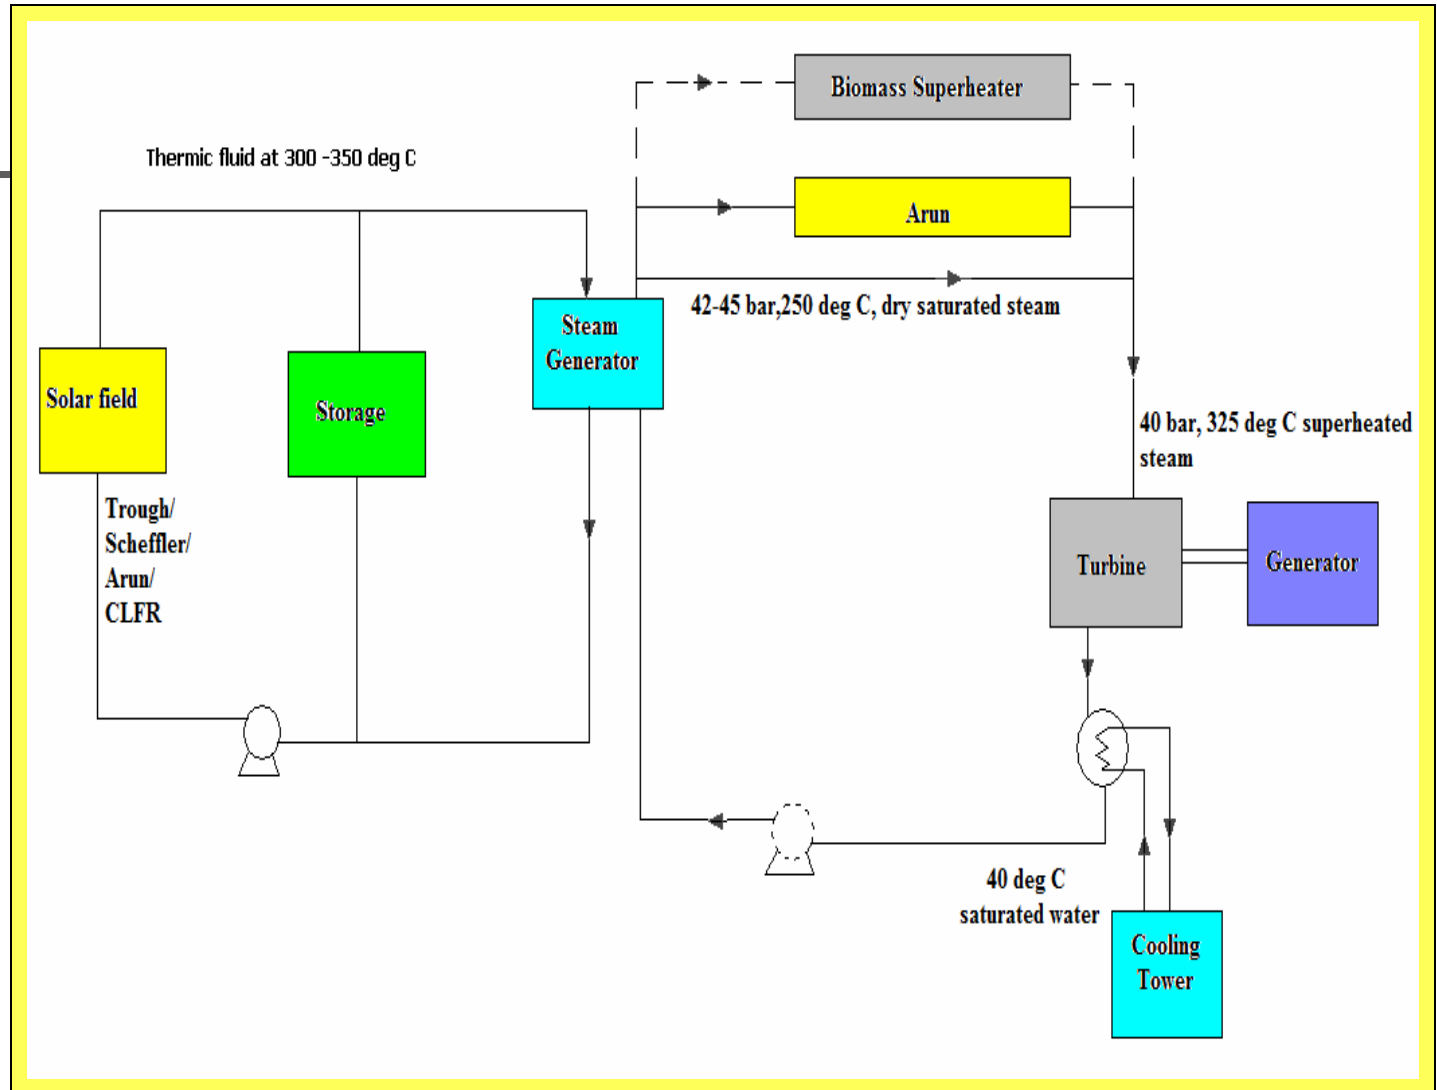 Biomass Superheater
Thermic fluid at 300 -350 deg C
Arun
42-45 bar,250 deg C, dry saturated steam
Steam
Generator
Solar field
Storage
40 bar, 325 deg C superheated
steam
Trough/
Scheffler/
Arun/
CLFR
Turbine
Generator
40 deg C
saturated water
Cooling
Tower